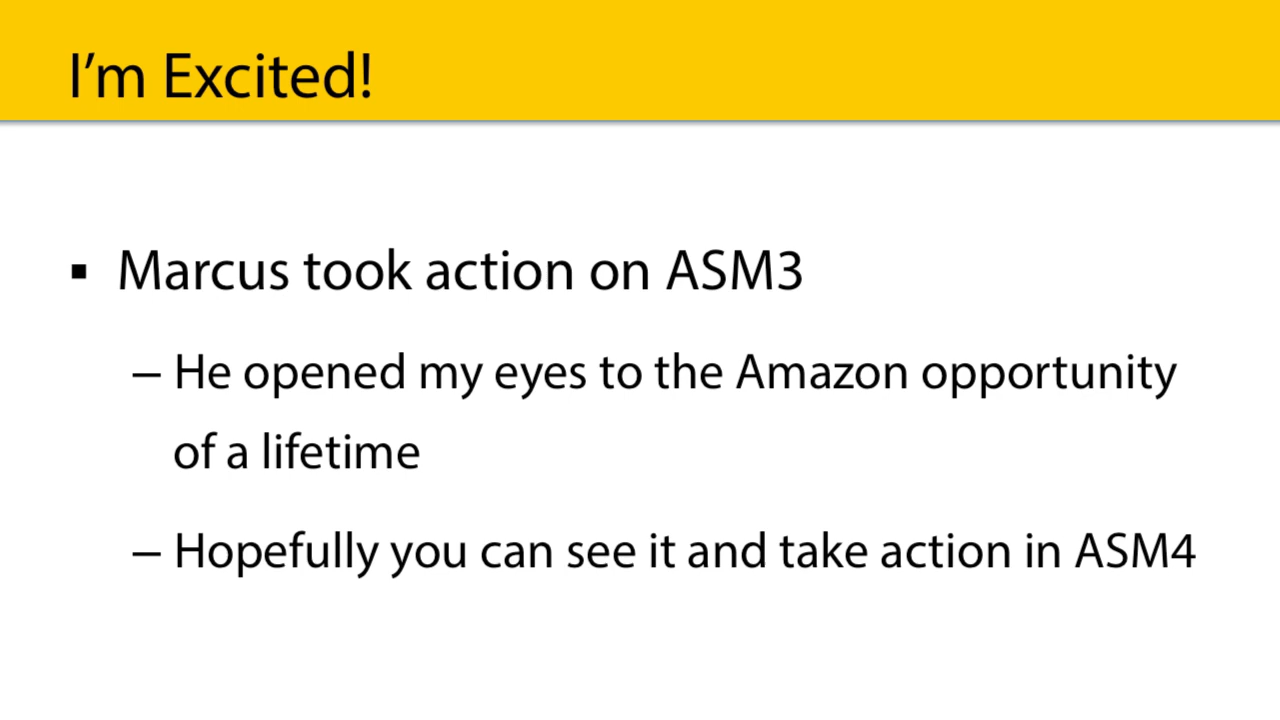 I’m Excited!
▪ Marcus took action on ASM3
– He opened my eyes to the Amazon opportunity
of a lifetime
– Hopefully you can see it and take action in ASM4